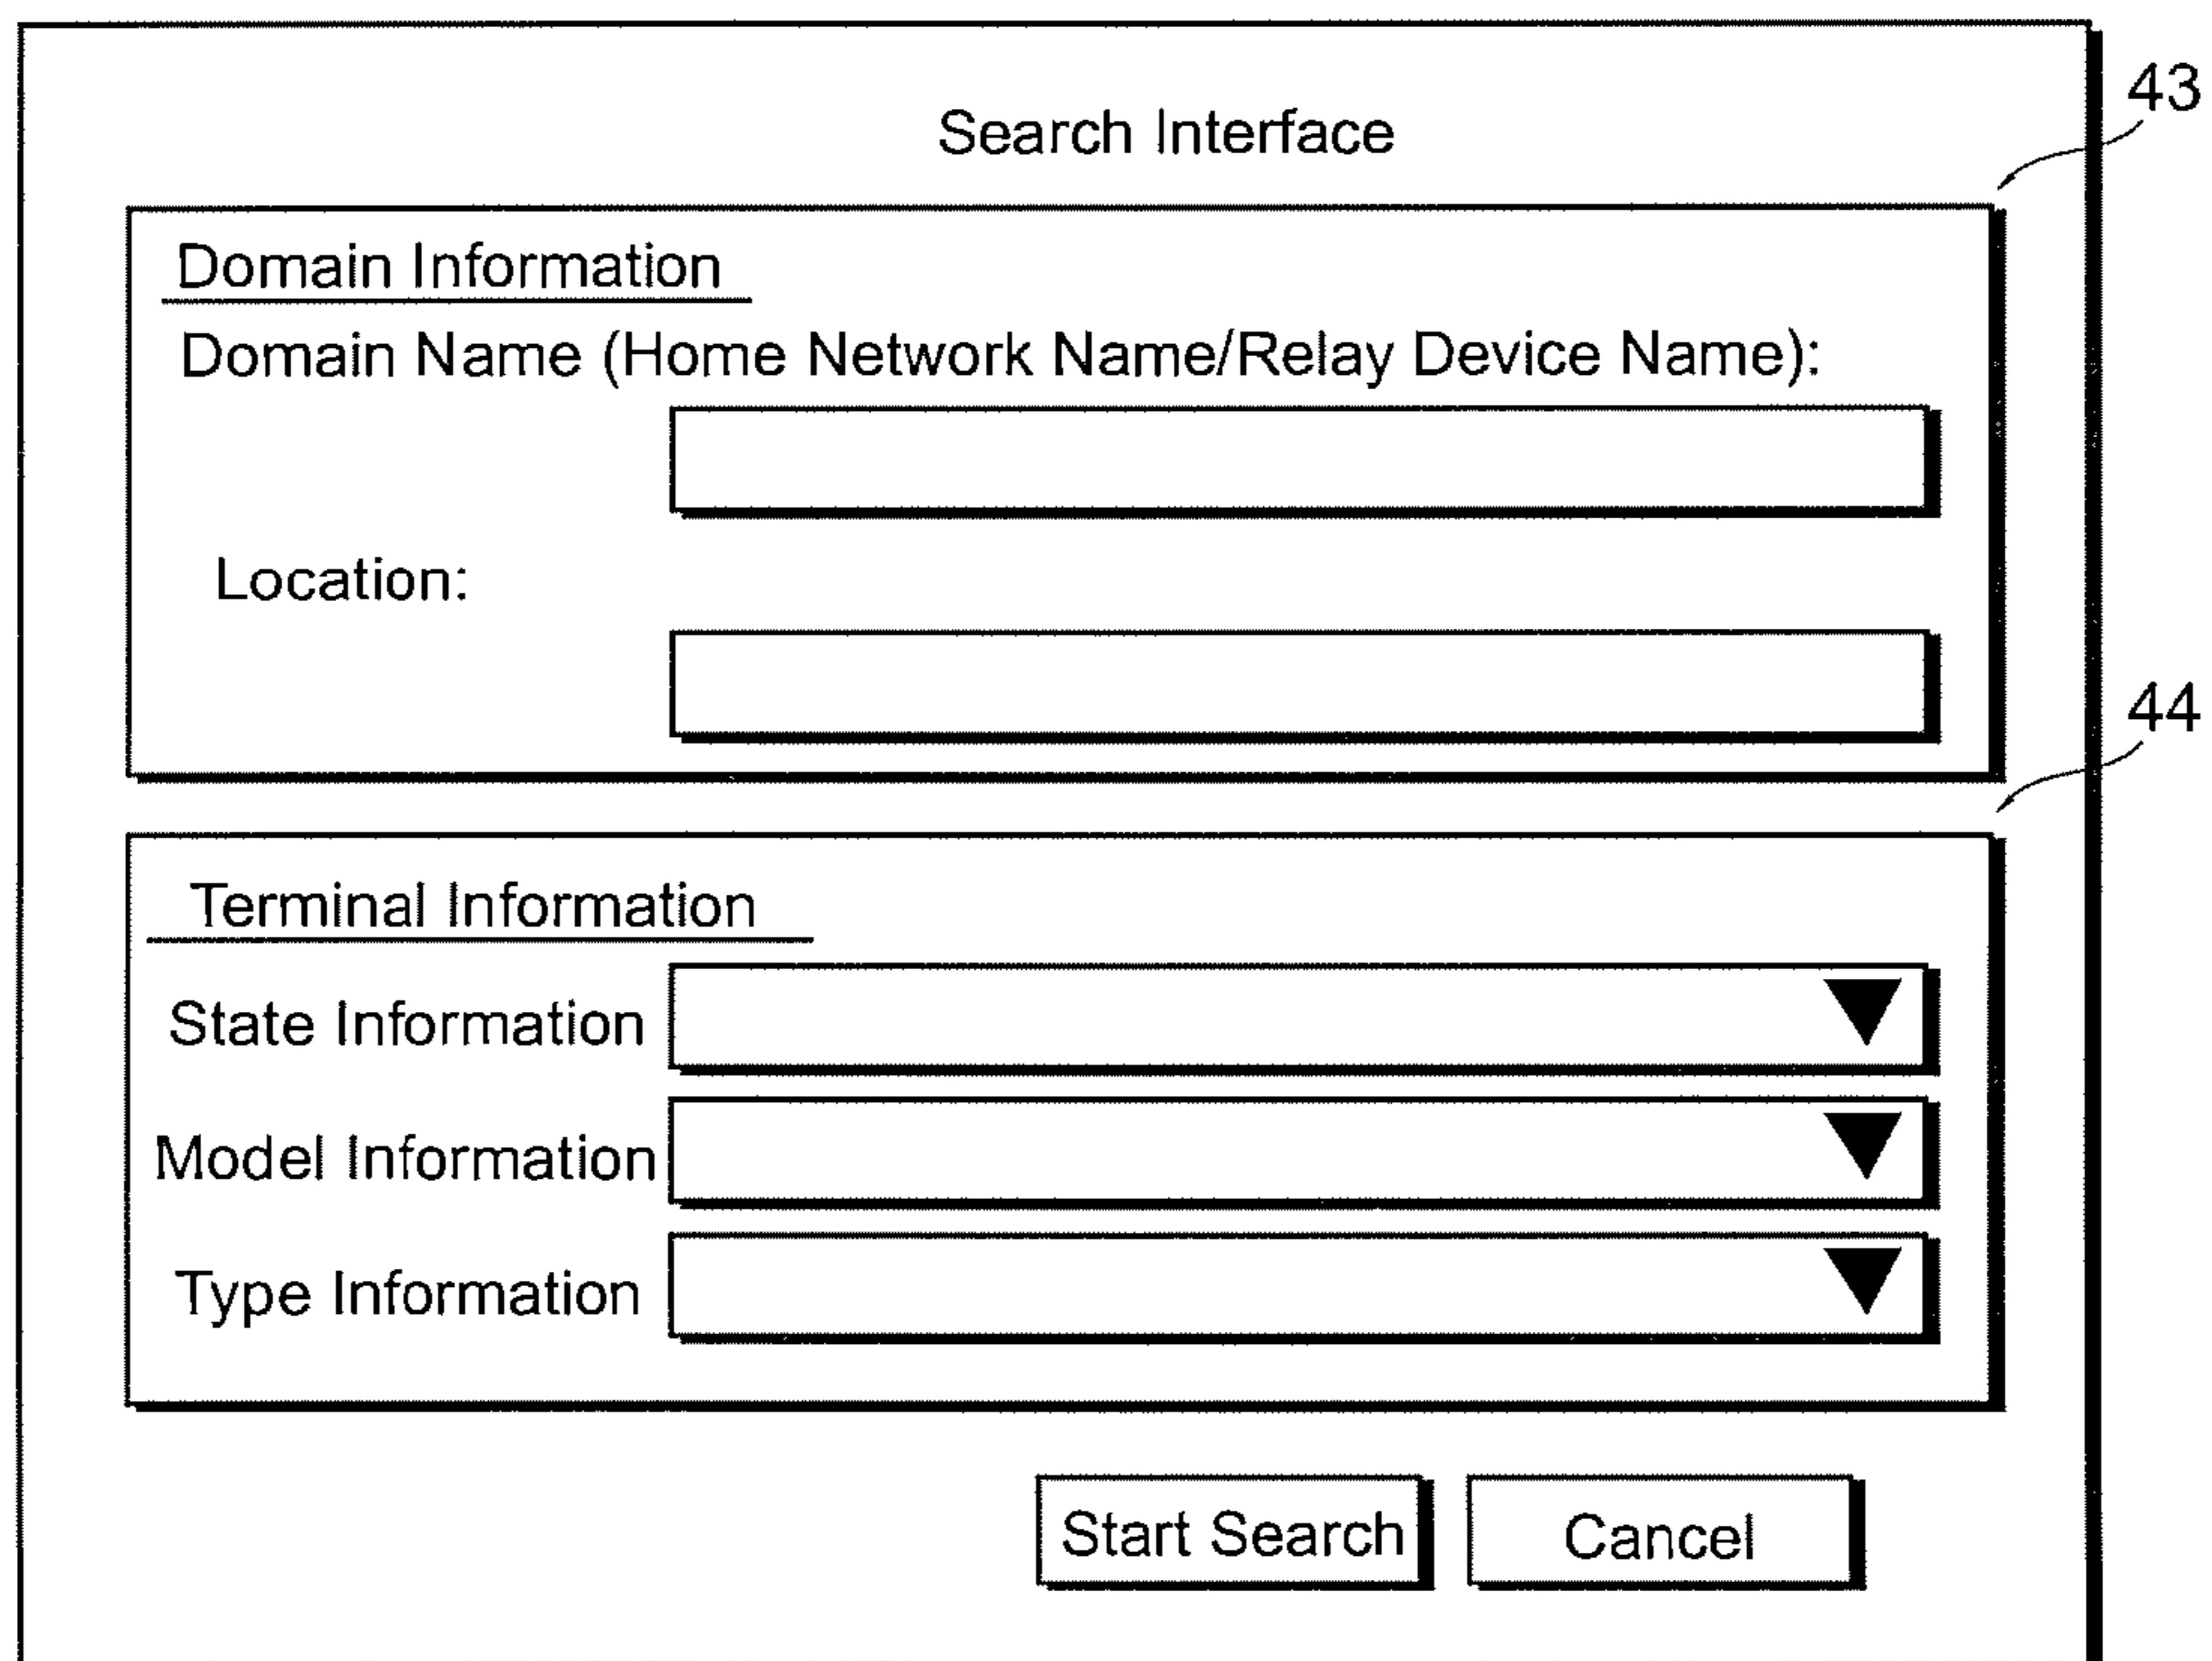 43
Search Interface
Domain Information
Domain Name (Home Network Name/Relay Device Name):
Location:
44
Terminal Information
State Information
Model Information
Type Information
Start Search
Cancel